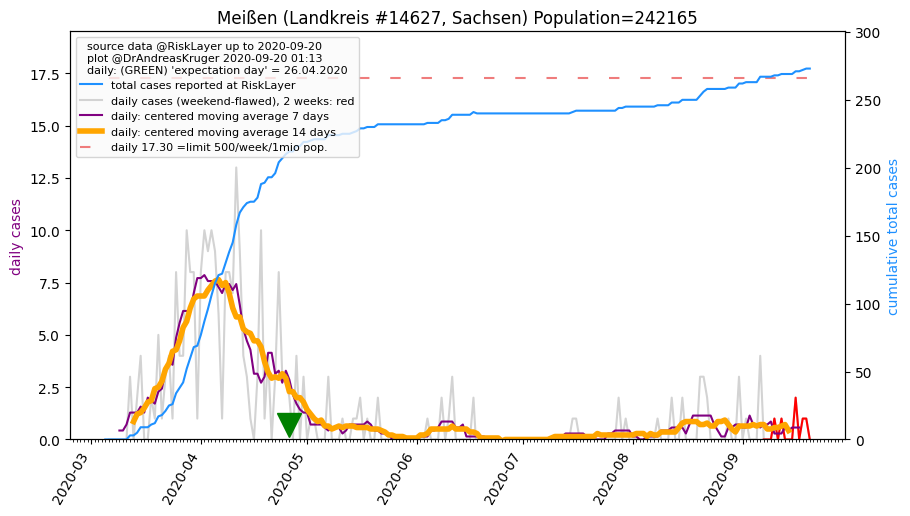 Meißen (Landkreis #14627, Sachsen) Population=242165
source data @RiskLayer up to 2020-09-20
plot @DrAndreasKruger 2020-09-20 01:13
daily: (GREEN) 'expectation day' = 26.04.2020
total cases reported at RiskLayer
daily cases (weekend-flawed), 2 weeks: red
daily: centered moving average 7 days
daily: centered moving average 14 days
daily 17.30 =limit 500/week/1mio pop.
daily cases
17.5
15.0
12.5
10.0
7.5
5.0
2.5
0.0
300
250
200
150
100
50
0
cumulative total cases
2020-03
2020-04
2020-05
2020-06
2020-07
2020-08
2020-09